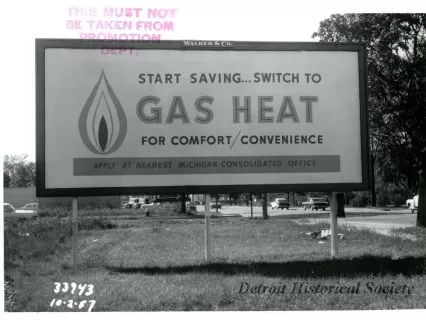 THIS MUST NOT
BE TAKEN FROM
PROMOTION
DEPT.
WALKER & CO.
START SAVING... SWITCH TO
GAS HEAT
FOR COMFORT/CONVENIENCE
APPLY AT NEAREST MICHIGAN CONSOLIDATED OFFICE
33943
10-2-57
Detroit Historical Society